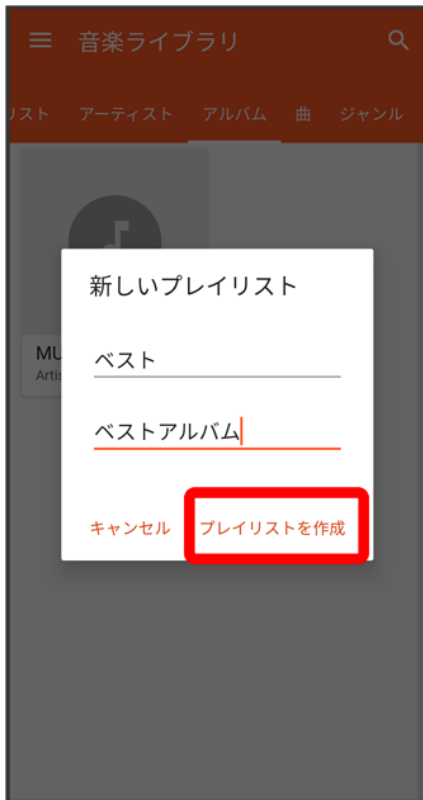 音楽ライブラリ
リスト アーティスト アルバム 曲 ジャンル
新しいプレイリスト
ベスト
MU
Artis
ベストアルバム
キャンセル プレイリストを作成